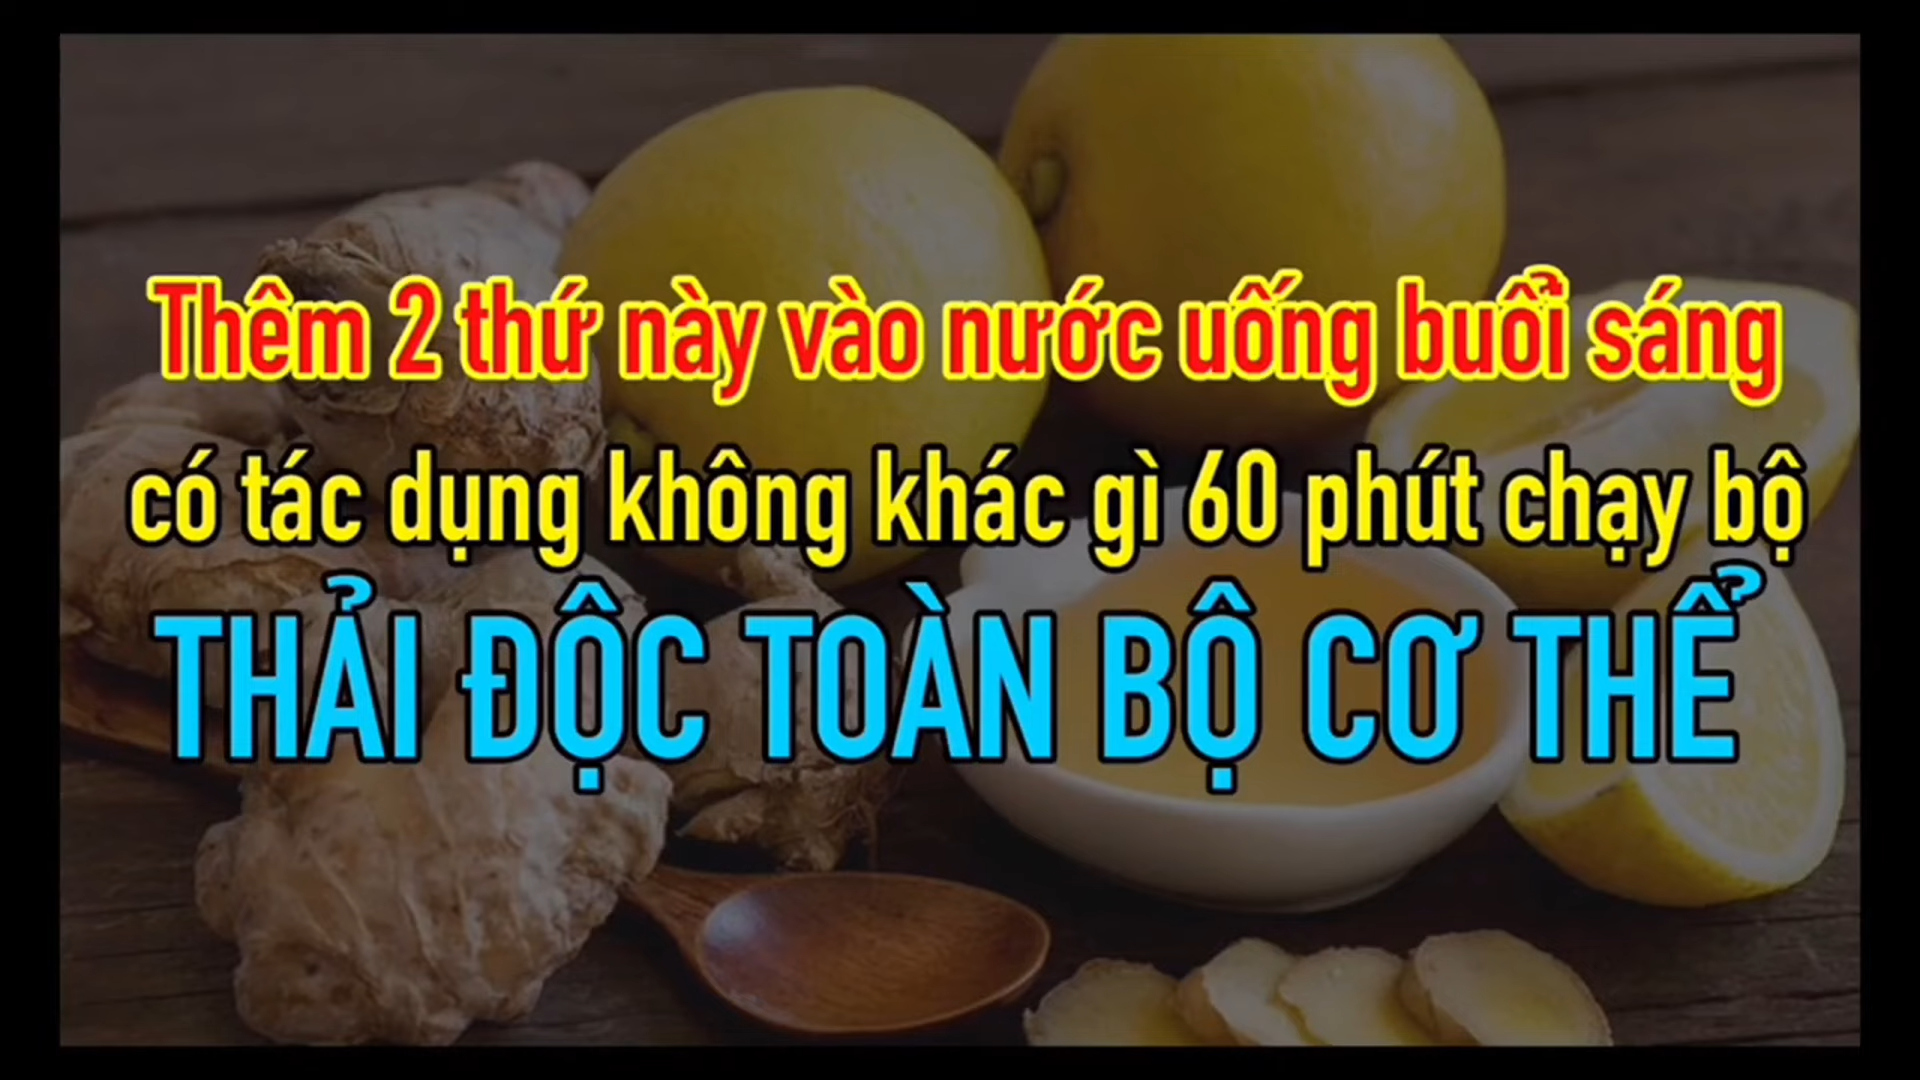 Thêm 2 thứ này vào nước uống buổi sáng
có tác dụng không khác gì 60 phút chạy bộ
THẢI ĐỘC TOÀN BỘ CƠ THỂ